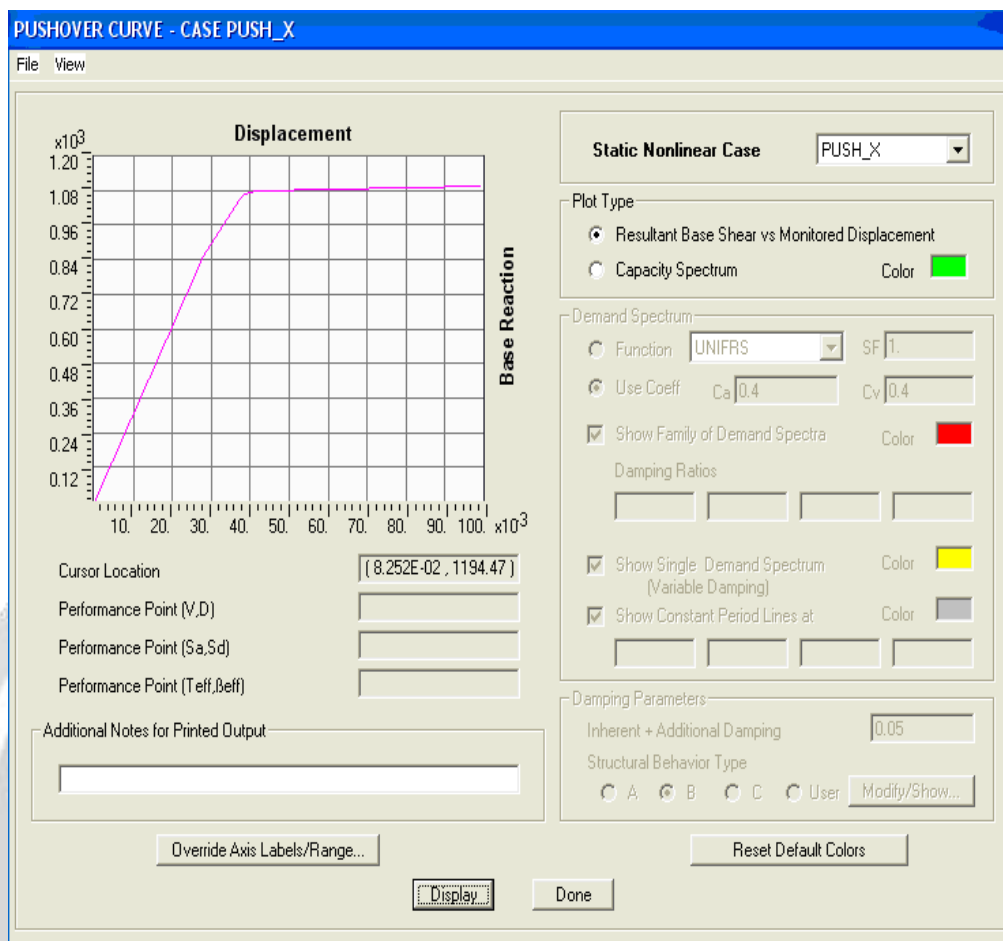 PUSHOVER CURVE - CASE PUSH_X
File View
Displacement
x10³
1.20
1.08
0.96
0.84
0.72
0.60
0.48
0.36
0.24
0.12
Base Reaction
10. 20. 30. 40. 50. 60. 70. 80. 90. 100. x10⁻³
Cursor Location
( 8.252E-02 , 1194.47 )
Performance Point (V,D)
Performance Point (Sa,Sd)
Performance Point (Teff,ßeff)
Additional Notes for Printed Output
Override Axis Labels/Range...
Static Nonlinear Case
PUSH_X
Plot Type
Resultant Base Shear vs Monitored Displacement
Capacity Spectrum
Color
Demand Spectrum
Function UNIFRS SF 1.
Use Coeff Ca 0.4 Cv 0.4
Show Family of Demand Spectra Color
Damping Ratios
Show Single Demand Spectrum Color
(Variable Damping)
Show Constant Period Lines at Color
Damping Parameters
Inherent + Additional Damping 0.05
Structural Behavior Type
A B C User Modify/Show...
Reset Default Colors
Display Done